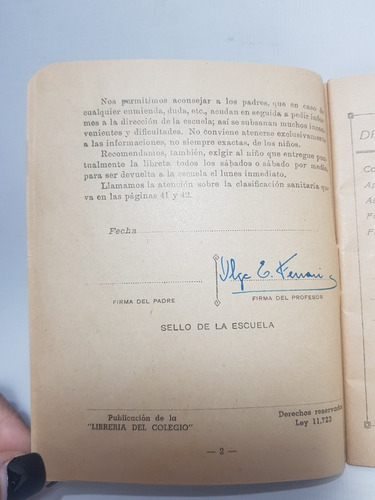 Nos permitimos aconsejar a los padres, que en caso de
cualquier enmienda, duda, etc., acudan en seguida a pedir infor-
mes a la dirección de la escuela; así se subsanan muchos incon-
venientes y dificultades. No conviene atenerse exclusivamente
a las informaciones, no siempre exactas, de los niños.
Recomendamos, también, exigir al niño que entregue pun-
tualmente la libreta todos los sábados o sábado por medio,
para ser devuelta a la escuela el lunes inmediato.
Llamamos la atención sobre la clasificación sanitaria que
va en las páginas 41 y 42.
Fecha
Olga E. Ferrari
FIRMA DEL PADRE
FIRMA DEL PROFESOR
SELLO DE LA ESCUELA
Publicación de la
"LIBRERIA DEL COLEGIO"
Derechos reservados
Ley 11.723
— 2 —